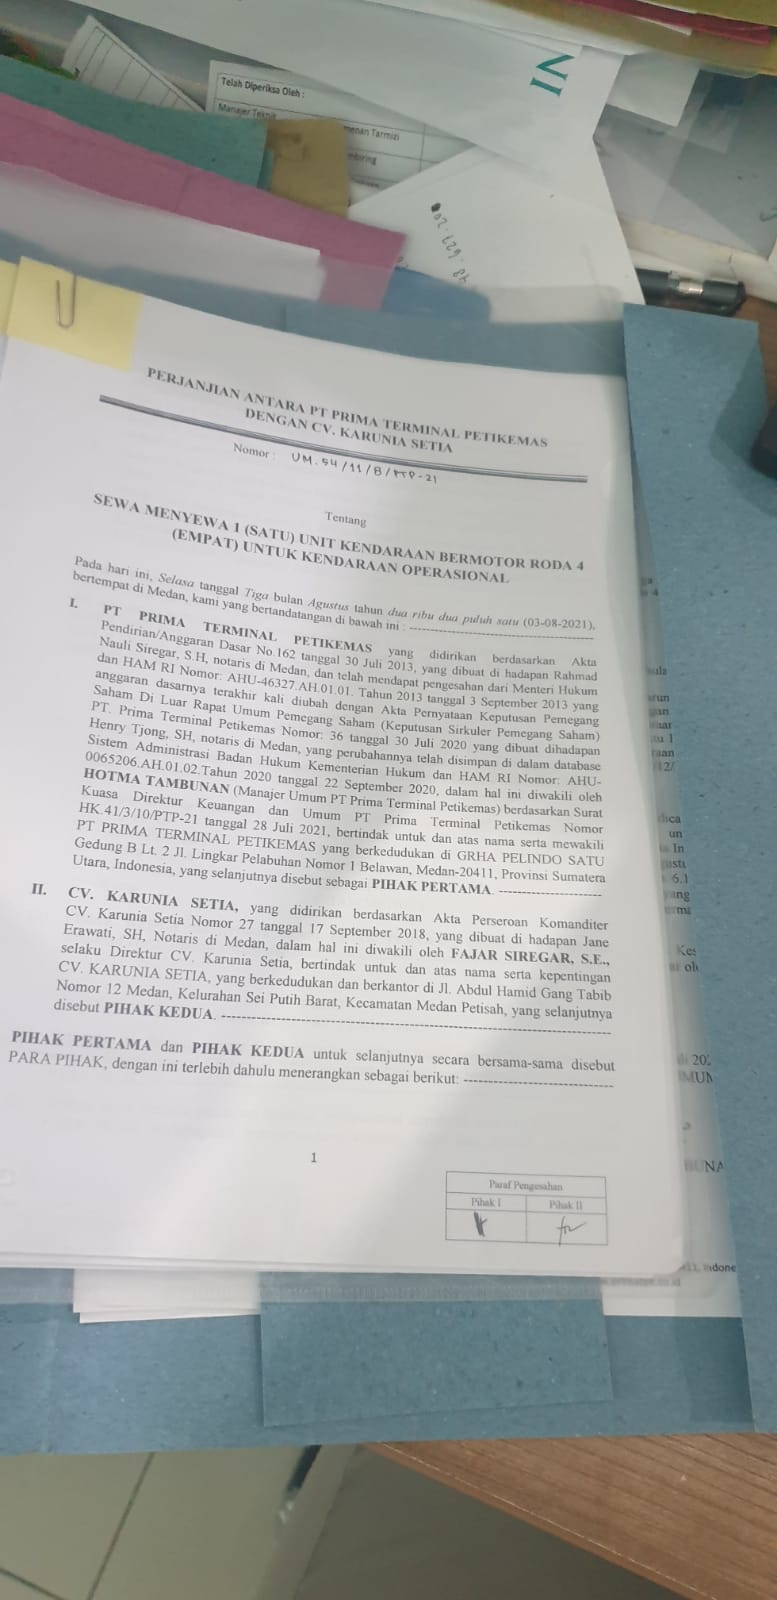 VI
Telah Diperiksa Oleh :
Manajer Teknik
menan Tarmizi
mbiring
PERJANJIAN ANTARA PT PRIMA TERMINAL PETIKEMAS
DENGAN CV. KARUNIA SETIA
Nomor : UM.54/11/8/PTP-21
Tentang
SEWA MENYEWA 1 (SATU) UNIT KENDARAAN BERMOTOR RODA 4
(EMPAT) UNTUK KENDARAAN OPERASIONAL
Pada hari ini, Selasa tanggal Tiga bulan Agustus tahun dua ribu dua puluh satu (03-08-2021),
bertempat di Medan, kami yang bertandatangan di bawah ini :
I. PT PRIMA TERMINAL PETIKEMAS yang didirikan berdasarkan Akta
Pendirian/Anggaran Dasar No.162 tanggal 30 Juli 2013, yang dibuat di hadapan Rahmad
Nauli Siregar, S.H, notaris di Medan, dan telah mendapat pengesahan dari Menteri Hukum
dan HAM RI Nomor: AHU-46327.AH.01.01. Tahun 2013 tanggal 3 September 2013 yang
anggaran dasarnya terakhir kali diubah dengan Akta Pernyataan Keputusan Pemegang
Saham Di Luar Rapat Umum Pemegang Saham (Keputusan Sirkuler Pemegang Saham)
PT. Prima Terminal Petikemas Nomor: 36 tanggal 30 Juli 2020 yang dibuat dihadapan
Henry Tjong, SH, notaris di Medan, yang perubahannya telah disimpan di dalam database
Sistem Administrasi Badan Hukum Kementerian Hukum dan HAM RI Nomor: AHU-
0065206.AH.01.02.Tahun 2020 tanggal 22 September 2020, dalam hal ini diwakili oleh
HOTMA TAMBUNAN (Manajer Umum PT Prima Terminal Petikemas) berdasarkan Surat
Kuasa Direktur Keuangan dan Umum PT Prima Terminal Petikemas Nomor
HK.41/3/10/PTP-21 tanggal 28 Juli 2021, bertindak untuk dan atas nama serta mewakili
PT PRIMA TERMINAL PETIKEMAS yang berkedudukan di GRHA PELINDO SATU
Gedung B Lt. 2 Jl. Lingkar Pelabuhan Nomor 1 Belawan, Medan-20411, Provinsi Sumatera
Utara, Indonesia, yang selanjutnya disebut sebagai PIHAK PERTAMA.
II. CV. KARUNIA SETIA, yang didirikan berdasarkan Akta Perseroan Komanditer
CV. Karunia Setia Nomor 27 tanggal 17 September 2018, yang dibuat di hadapan Jane
Erawati, SH, Notaris di Medan, dalam hal ini diwakili oleh FAJAR SIREGAR, S.E.,
selaku Direktur CV. Karunia Setia, bertindak untuk dan atas nama serta kepentingan
CV. KARUNIA SETIA, yang berkedudukan dan berkantor di Jl. Abdul Hamid Gang Tabib
Nomor 12 Medan, Kelurahan Sei Putih Barat, Kecamatan Medan Petisah, yang selanjutnya
disebut PIHAK KEDUA.
PIHAK PERTAMA dan PIHAK KEDUA untuk selanjutnya secara bersama-sama disebut
PARA PIHAK, dengan ini terlebih dahulu menerangkan sebagai berikut:
1
Paraf Pengesahan
Pihak I Pihak II